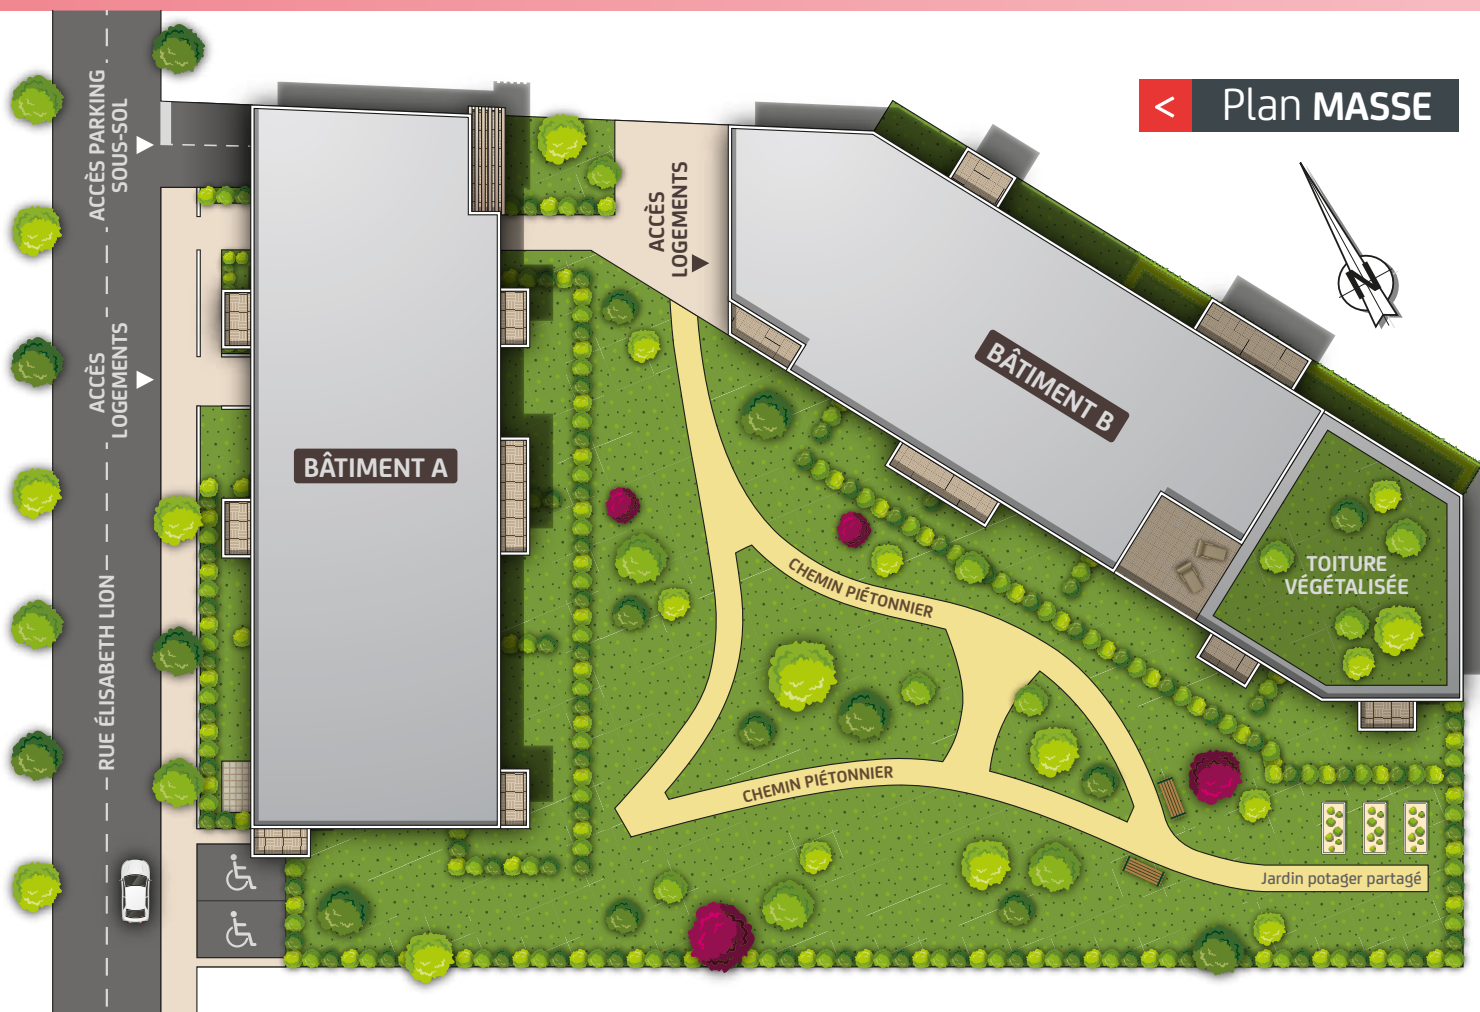 < Plan MASSE
ACCÈS PARKING
SOUS-SOL
ACCÈS
LOGEMENTS
RUE ÉLISABETH LION
BÂTIMENT A
ACCÈS
LOGEMENTS
BÂTIMENT B
N
TOITURE
VÉGÉTALISÉE
CHEMIN PIÉTONNIER
CHEMIN PIÉTONNIER
Jardin potager partagé